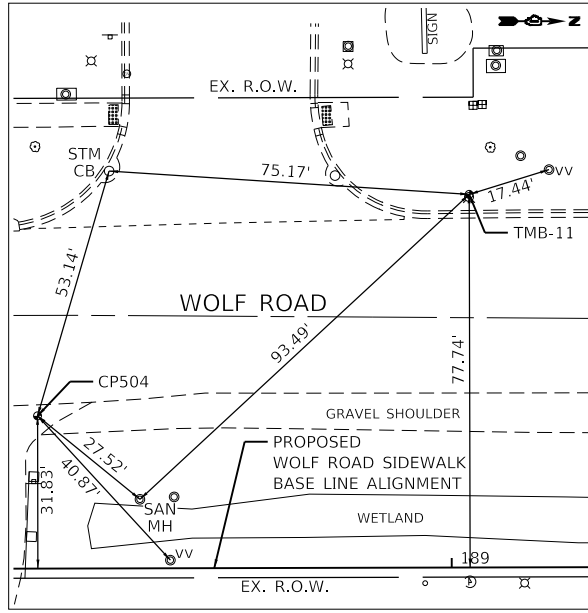 SIGN
N
EX. R.O.W.
STM
CB
75.17'
VV
17.44'
TMB-11
53.14'
WOLF ROAD
93.49'
77.74'
CP504
GRAVEL SHOULDER
27.52'
40.87'
31.83'
PROPOSED
WOLF ROAD SIDEWALK
BASE LINE ALIGNMENT
SAN
MH
WETLAND
VV
189
EX. R.O.W.